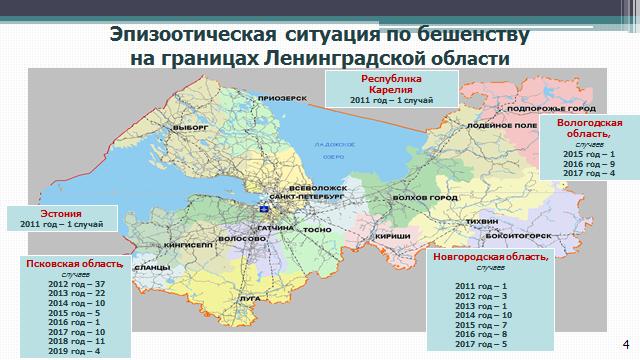 Эпизоотическая ситуация по бешенству
на границах Ленинградской области
Республика
Карелия
2011 год – 1 случай
ПРИОЗЕРСК
ВЫБОРГ
ПОДПОРОЖЬЕ ГОРОД
ЛОДЕЙНОЕ ПОЛЕ
Вологодская
область,
случаев
2015 год – 1
2016 год – 9
2017 год – 4
ЛАДОЖСКОЕ
ОЗЕРО
ВСЕВОЛОЖСК
САНКТ-ПЕТЕРБУРГ
ВОЛХОВ ГОРОД
Эстония
2011 год – 1 случай
ТИХВИН
ГАТЧИНА
ТОСНО
КИРИШИ
БОКСИТОГОРСК
ВОЛОСОВО
КИНГИСЕПП
СЛАНЦЫ
ЛУГА
Псковская область,
случаев
2012 год – 37
2013 год – 22
2014 год – 10
2015 год – 5
2016 год – 1
2017 год – 10
2018 год – 11
2019 год – 4
Новгородская область,
случаев
2011 год – 1
2012 год – 3
2013 год – 1
2014 год – 10
2015 год – 7
2016 год – 8
2017 год – 5
4